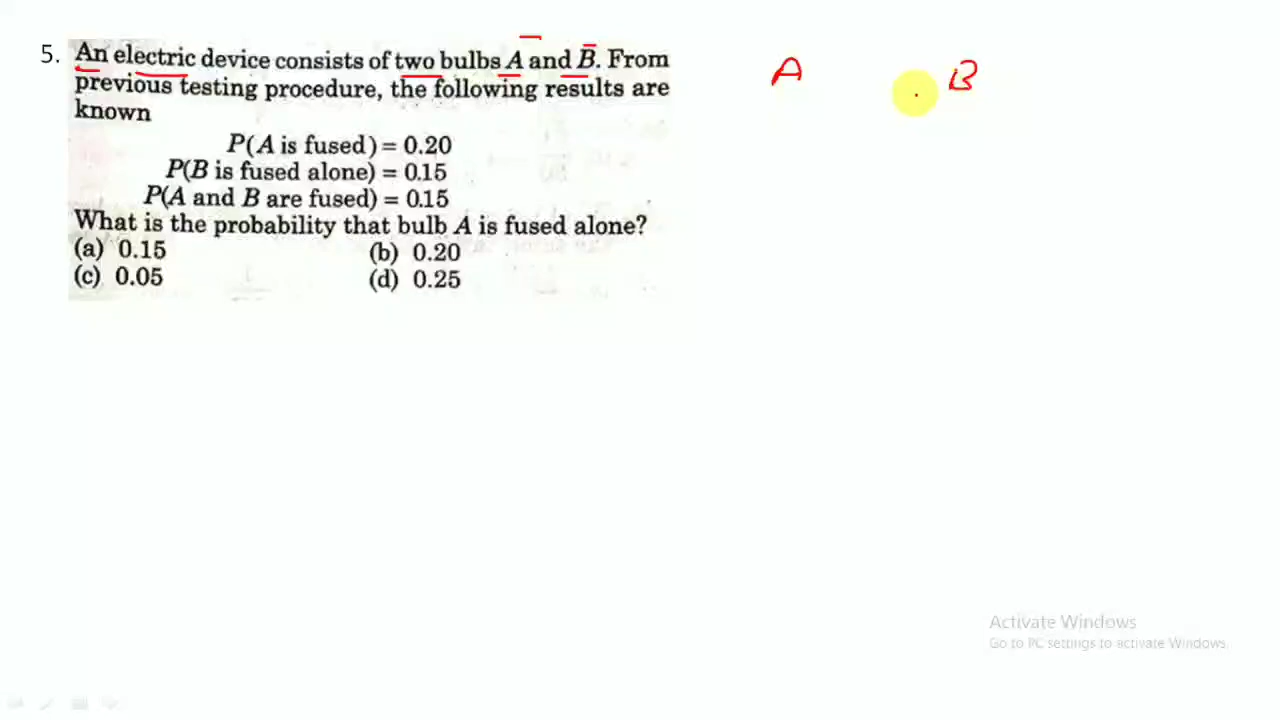 5. An electric device consists of two bulbs A and B. From
previous testing procedure, the following results are
known
P(A is fused) = 0.20
P(B is fused alone) = 0.15
P(A and B are fused) = 0.15
What is the probability that bulb A is fused alone?
(a) 0.15 (b) 0.20
(c) 0.05 (d) 0.25
A B
Activate Windows
Go to PC settings to activate Windows.